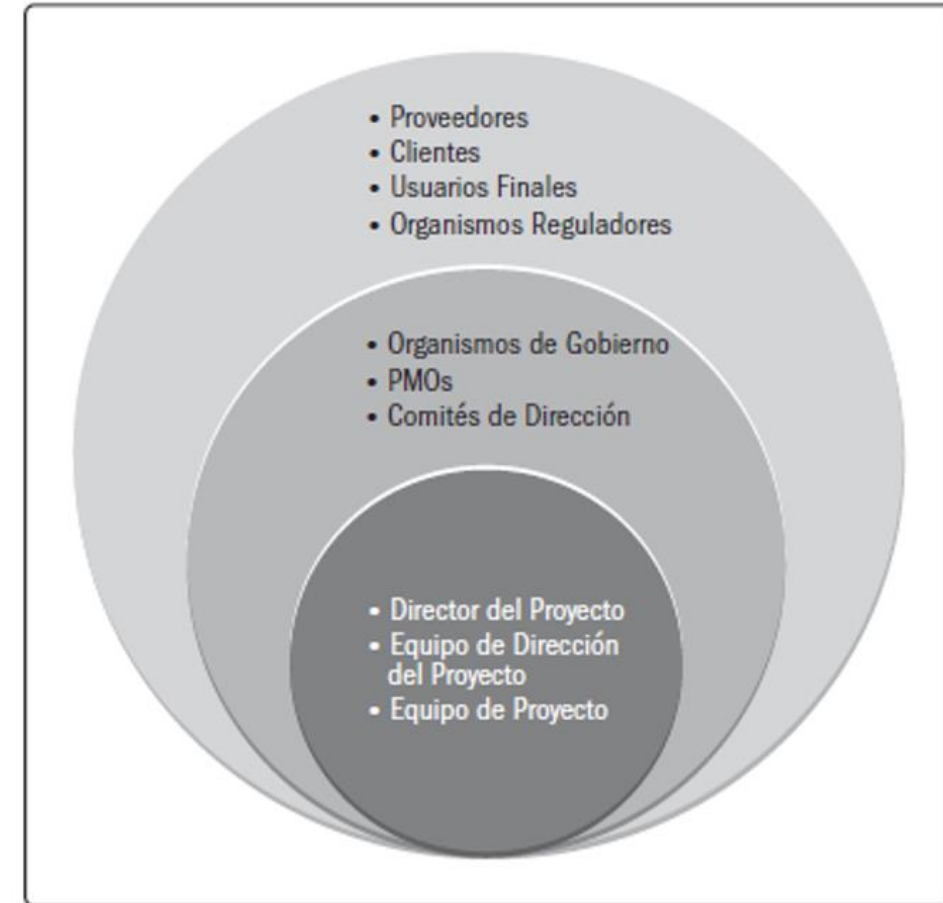 • Proveedores
• Clientes
• Usuarios Finales
• Organismos Reguladores
• Organismos de Gobierno
• PMOs
• Comités de Dirección
• Director del Proyecto
• Equipo de Dirección
del Proyecto
• Equipo de Proyecto